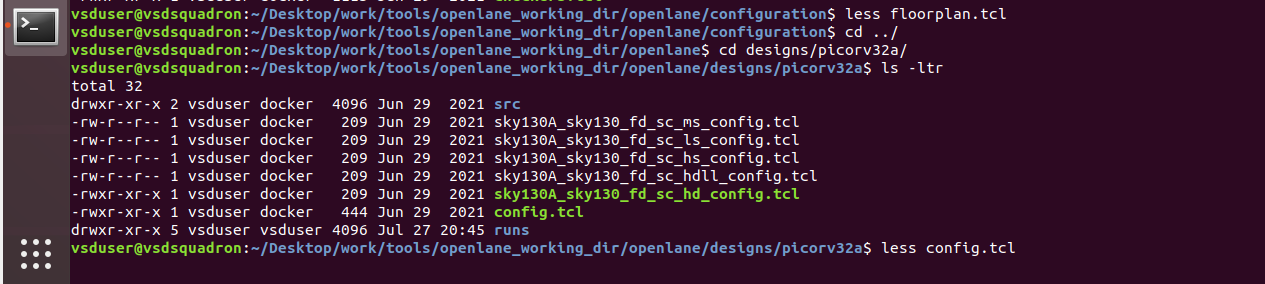 vsduser@vsdsquadron:~/Desktop/work/tools/openlane_working_dir/openlane/configuration$ less floorplan.tcl
vsduser@vsdsquadron:~/Desktop/work/tools/openlane_working_dir/openlane/configuration$ cd ../
vsduser@vsdsquadron:~/Desktop/work/tools/openlane_working_dir/openlane$ cd designs/picorv32a/
vsduser@vsdsquadron:~/Desktop/work/tools/openlane_working_dir/openlane/designs/picorv32a$ ls -ltr
total 32
drwxr-xr-x 2 vsduser docker  4096 Jun 29  2021 src
-rw-r--r-- 1 vsduser docker   209 Jun 29  2021 sky130A_sky130_fd_sc_ms_config.tcl
-rw-r--r-- 1 vsduser docker   209 Jun 29  2021 sky130A_sky130_fd_sc_ls_config.tcl
-rw-r--r-- 1 vsduser docker   209 Jun 29  2021 sky130A_sky130_fd_sc_hs_config.tcl
-rw-r--r-- 1 vsduser docker   209 Jun 29  2021 sky130A_sky130_fd_sc_hdll_config.tcl
-rwxr-xr-x 1 vsduser docker   209 Jun 29  2021 sky130A_sky130_fd_sc_hd_config.tcl
-rwxr-xr-x 1 vsduser docker   444 Jun 29  2021 config.tcl
drwxr-xr-x 5 vsduser vsduser 4096 Jul 27 20:45 runs
vsduser@vsdsquadron:~/Desktop/work/tools/openlane_working_dir/openlane/designs/picorv32a$ less config.tcl